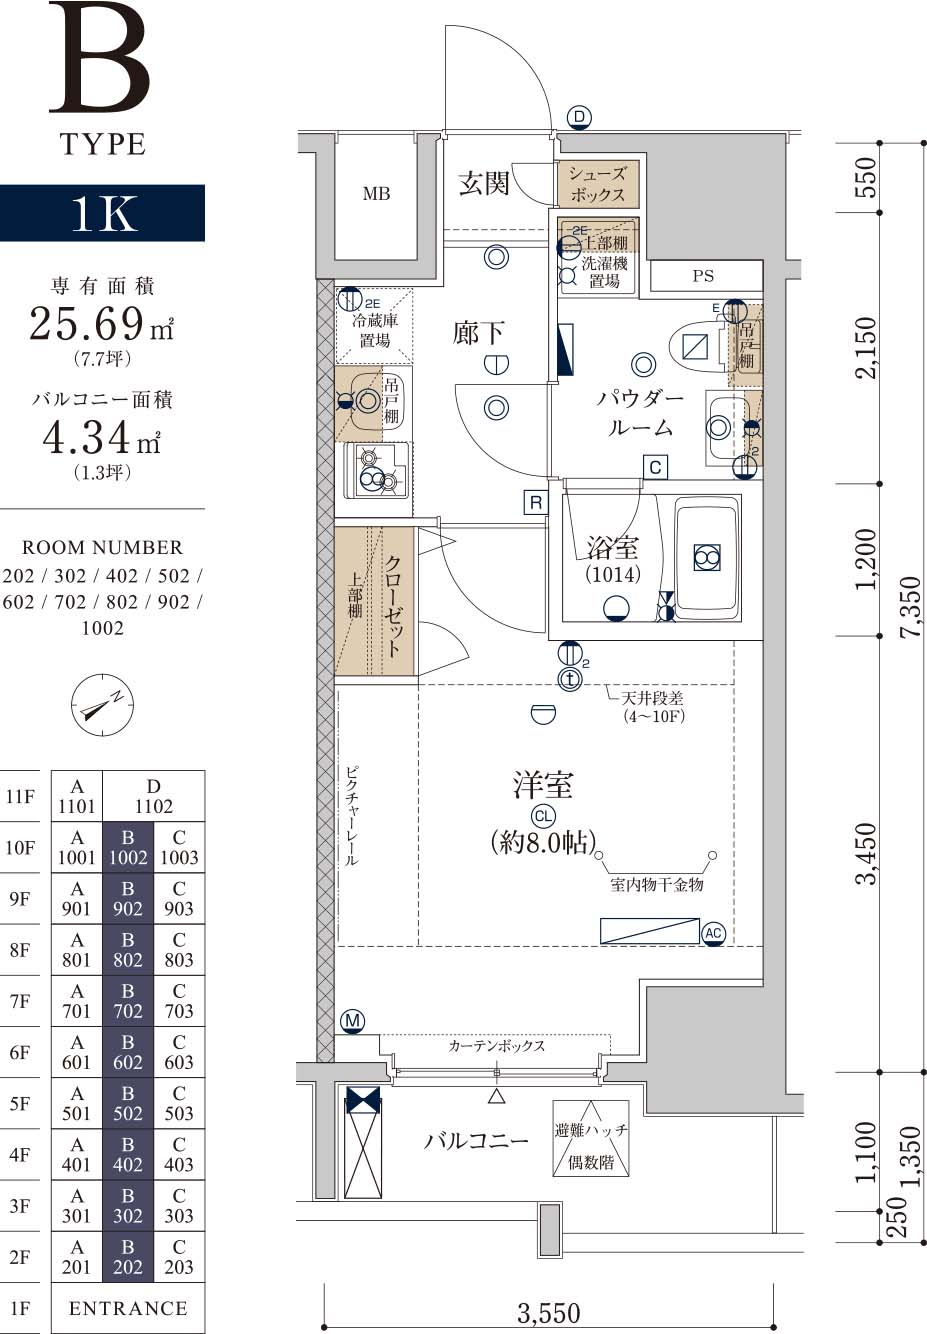 B
TYPE
1K
専有面積
25.69㎡
(7.7坪)
バルコニー面積
4.34㎡
(1.3坪)
ROOM NUMBER
202 / 302 / 402 / 502 /
602 / 702 / 802 / 902 /
1002
N
11F A 1101 D 1102
10F A 1001 B 1002 C 1003
9F A 901 B 902 C 903
8F A 801 B 802 C 803
7F A 701 B 702 C 703
6F A 601 B 602 C 603
5F A 501 B 502 C 503
4F A 401 B 402 C 403
3F A 301 B 302 C 303
2F A 201 B 202 C 203
1F ENTRANCE
D
MB
玄関
シューズ
ボックス
2E
上部棚
洗濯機
置場
PS
2E
冷蔵庫
置場
廊下
E
吊戸棚
吊戸棚
パウダー
ルーム
2
C
R
浴室
(1014)
クローゼット
上部棚
2
t
天井段差
(4〜10F)
ピクチャーレール
洋室
CL
(約8.0帖)
室内物干金物
AC
M
カーテンボックス
バルコニー
避難ハッチ
偶数階
550
2,150
1,200
7,350
3,450
1,100
1,350
250
3,550